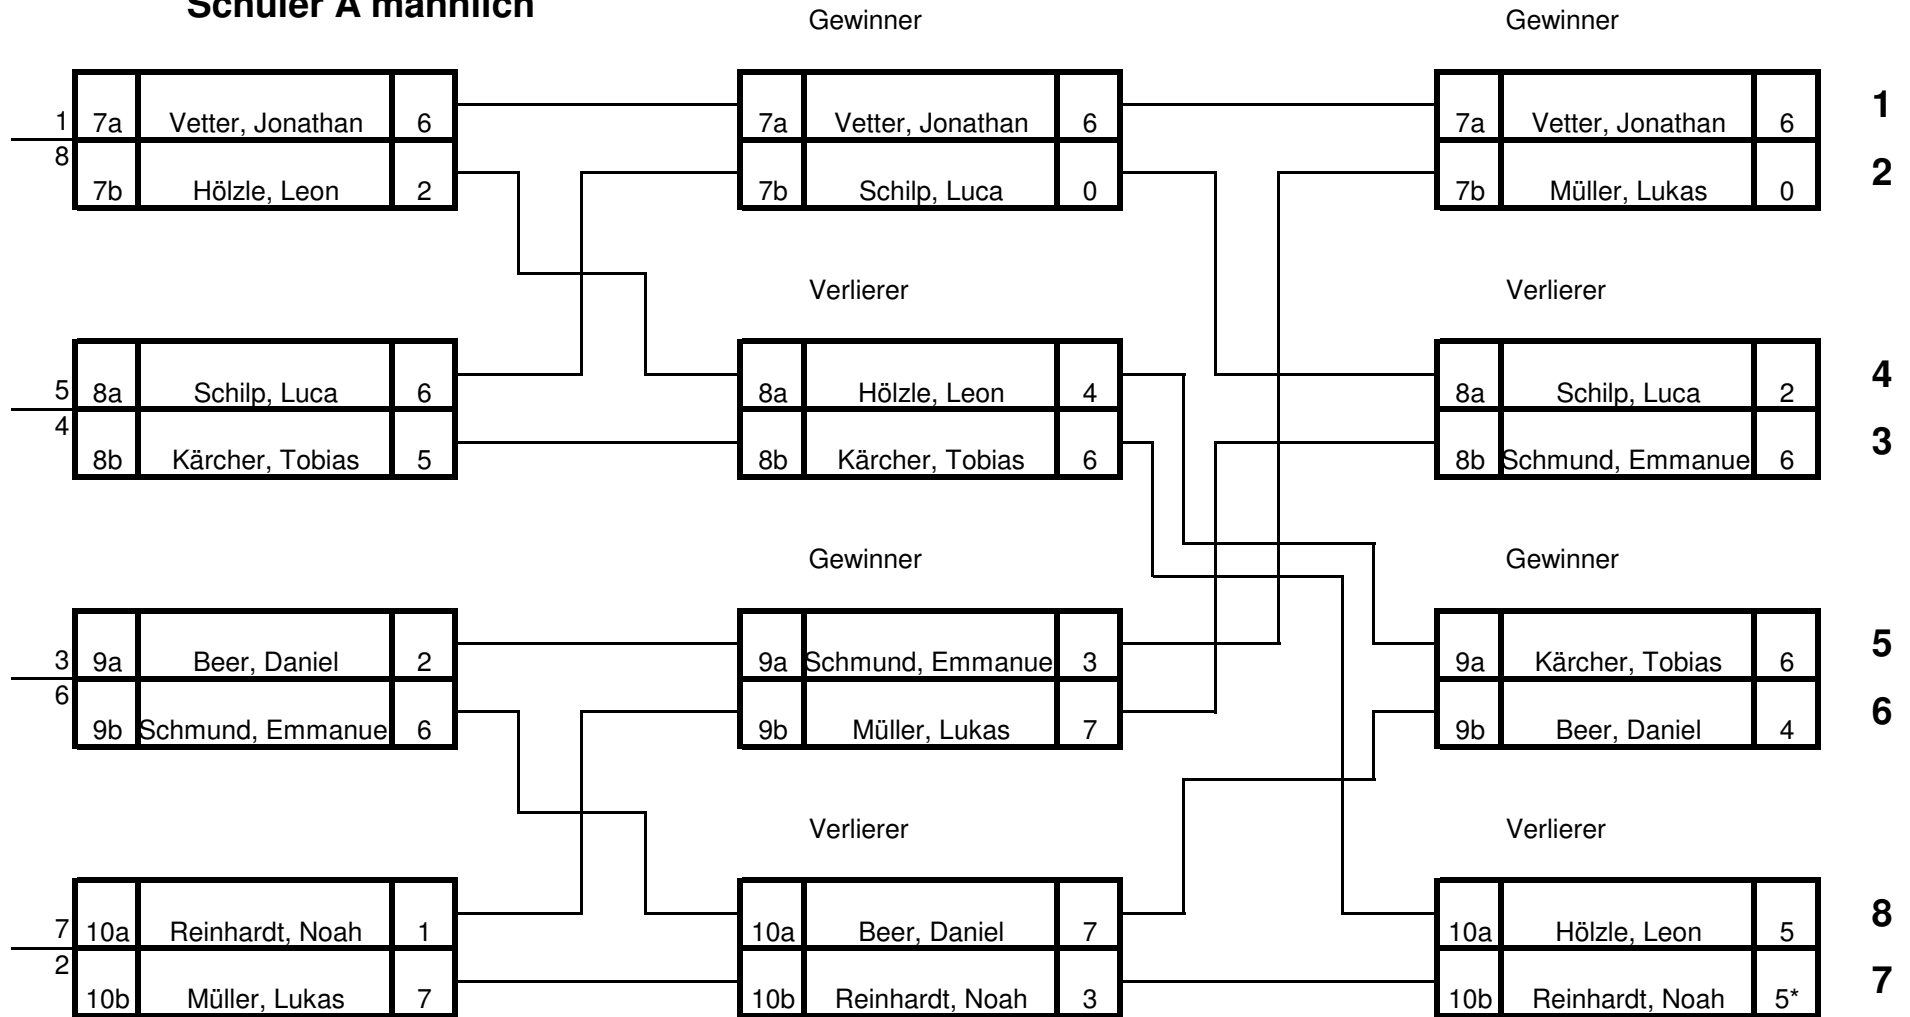 Schüler A männlich
Gewinner Gewinner
1 7a Vetter, Jonathan 6 7a Vetter, Jonathan 6 7a Vetter, Jonathan 6 1
8 7b Hölzle, Leon 2 7b Schilp, Luca 0 7b Müller, Lukas 0 2
Verlierer Verlierer
5 8a Schilp, Luca 6 8a Hölzle, Leon 4 8a Schilp, Luca 2 4
4 8b Kärcher, Tobias 5 8b Kärcher, Tobias 6 8b Schmund, Emmanue 6 3
Gewinner Gewinner
3 9a Beer, Daniel 2 9a Schmund, Emmanue 3 9a Kärcher, Tobias 6 5
6 9b Schmund, Emmanue 6 9b Müller, Lukas 7 9b Beer, Daniel 4 6
Verlierer Verlierer
7 10a Reinhardt, Noah 1 10a Beer, Daniel 7 10a Hölzle, Leon 5 8
2 10b Müller, Lukas 7 10b Reinhardt, Noah 3 10b Reinhardt, Noah 5* 7